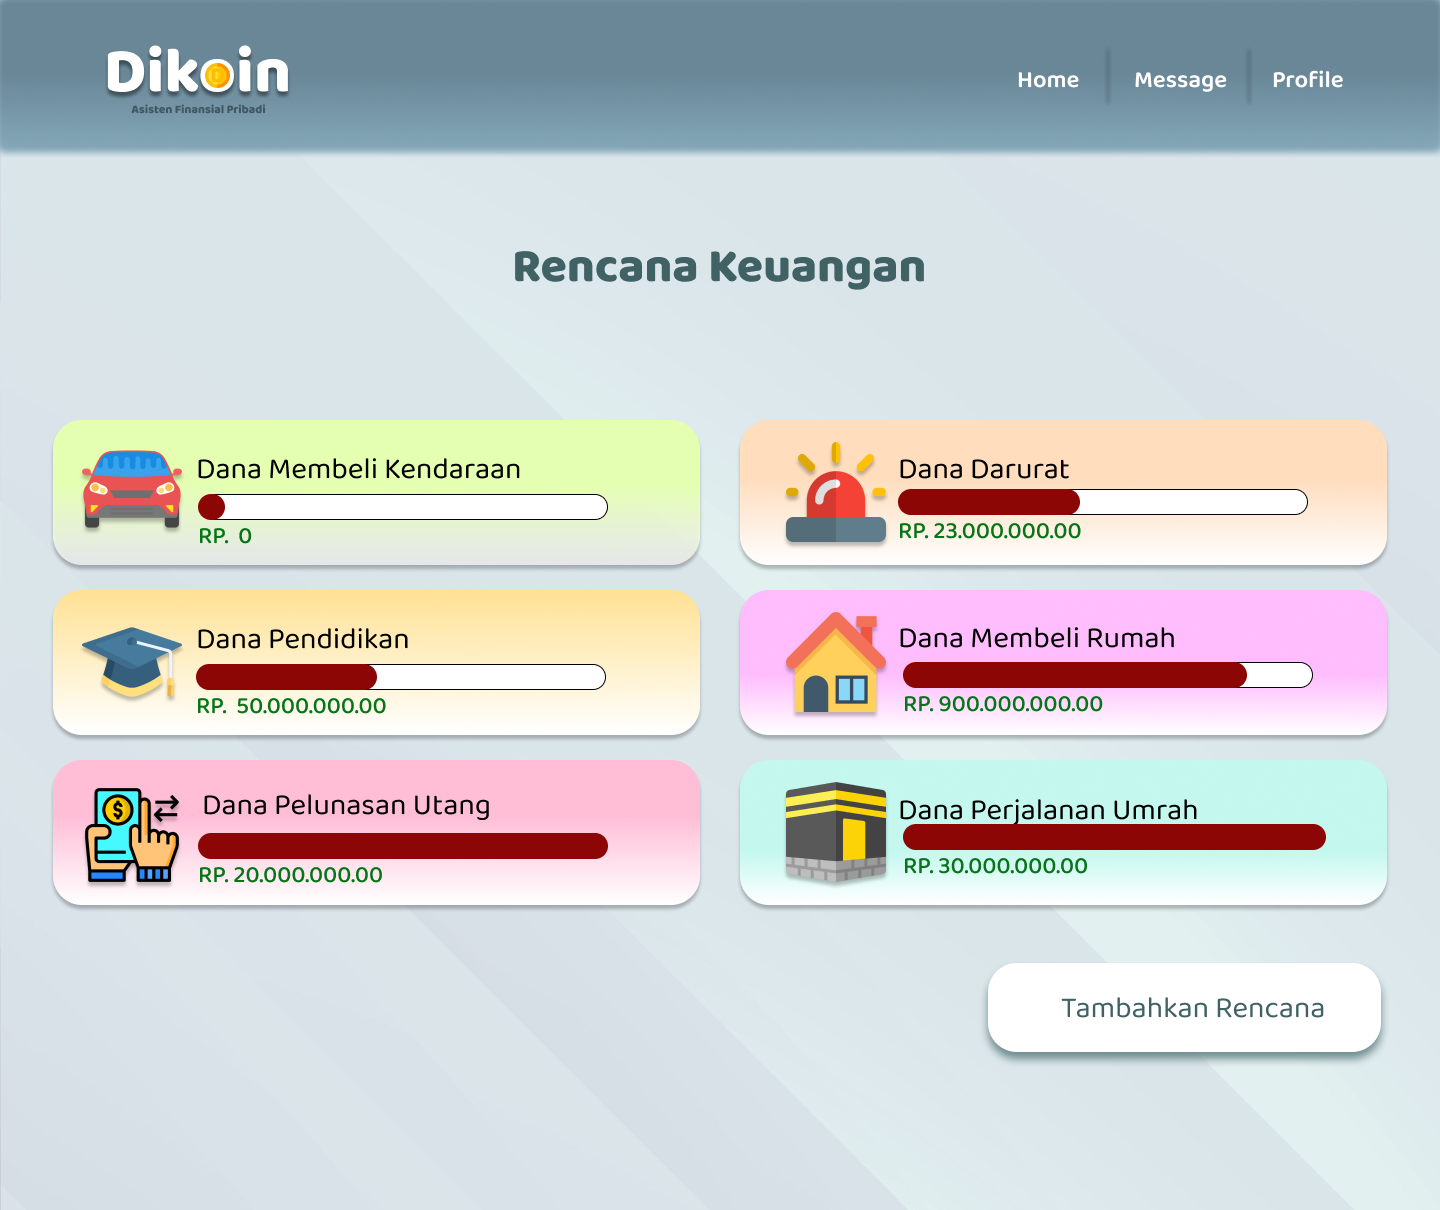 Dikoin
Asisten Finansial Pribadi
Home
Message
Profile
Rencana Keuangan
Dana Membeli Kendaraan
RP. 0
Dana Darurat
RP. 23.000.000.00
Dana Pendidikan
RP. 50.000.000.00
Dana Membeli Rumah
RP. 900.000.000.00
$
Dana Pelunasan Utang
RP. 20.000.000.00
Dana Perjalanan Umrah
RP. 30.000.000.00
Tambahkan Rencana